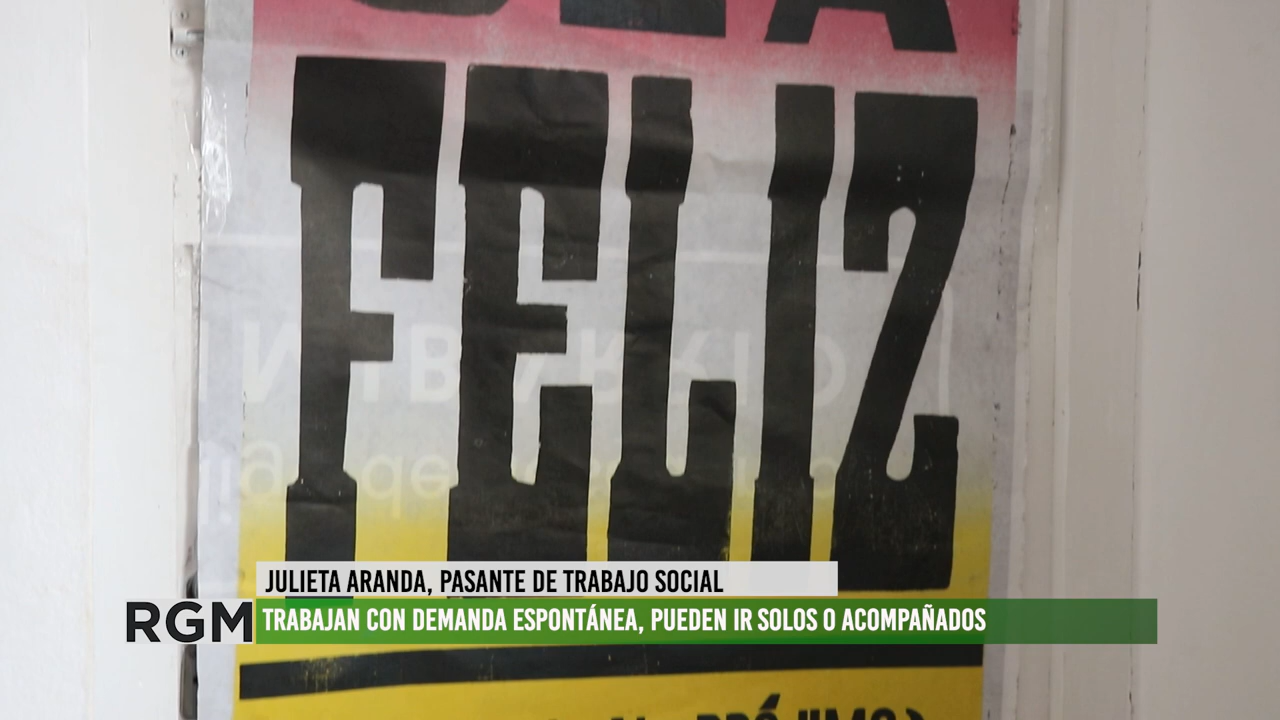 FELIZ
JULIETA ARANDA, PASANTE DE TRABAJO SOCIAL
RGM
TRABAJAN CON DEMANDA ESPONTÁNEA, PUEDEN IR SOLOS O ACOMPAÑADOS